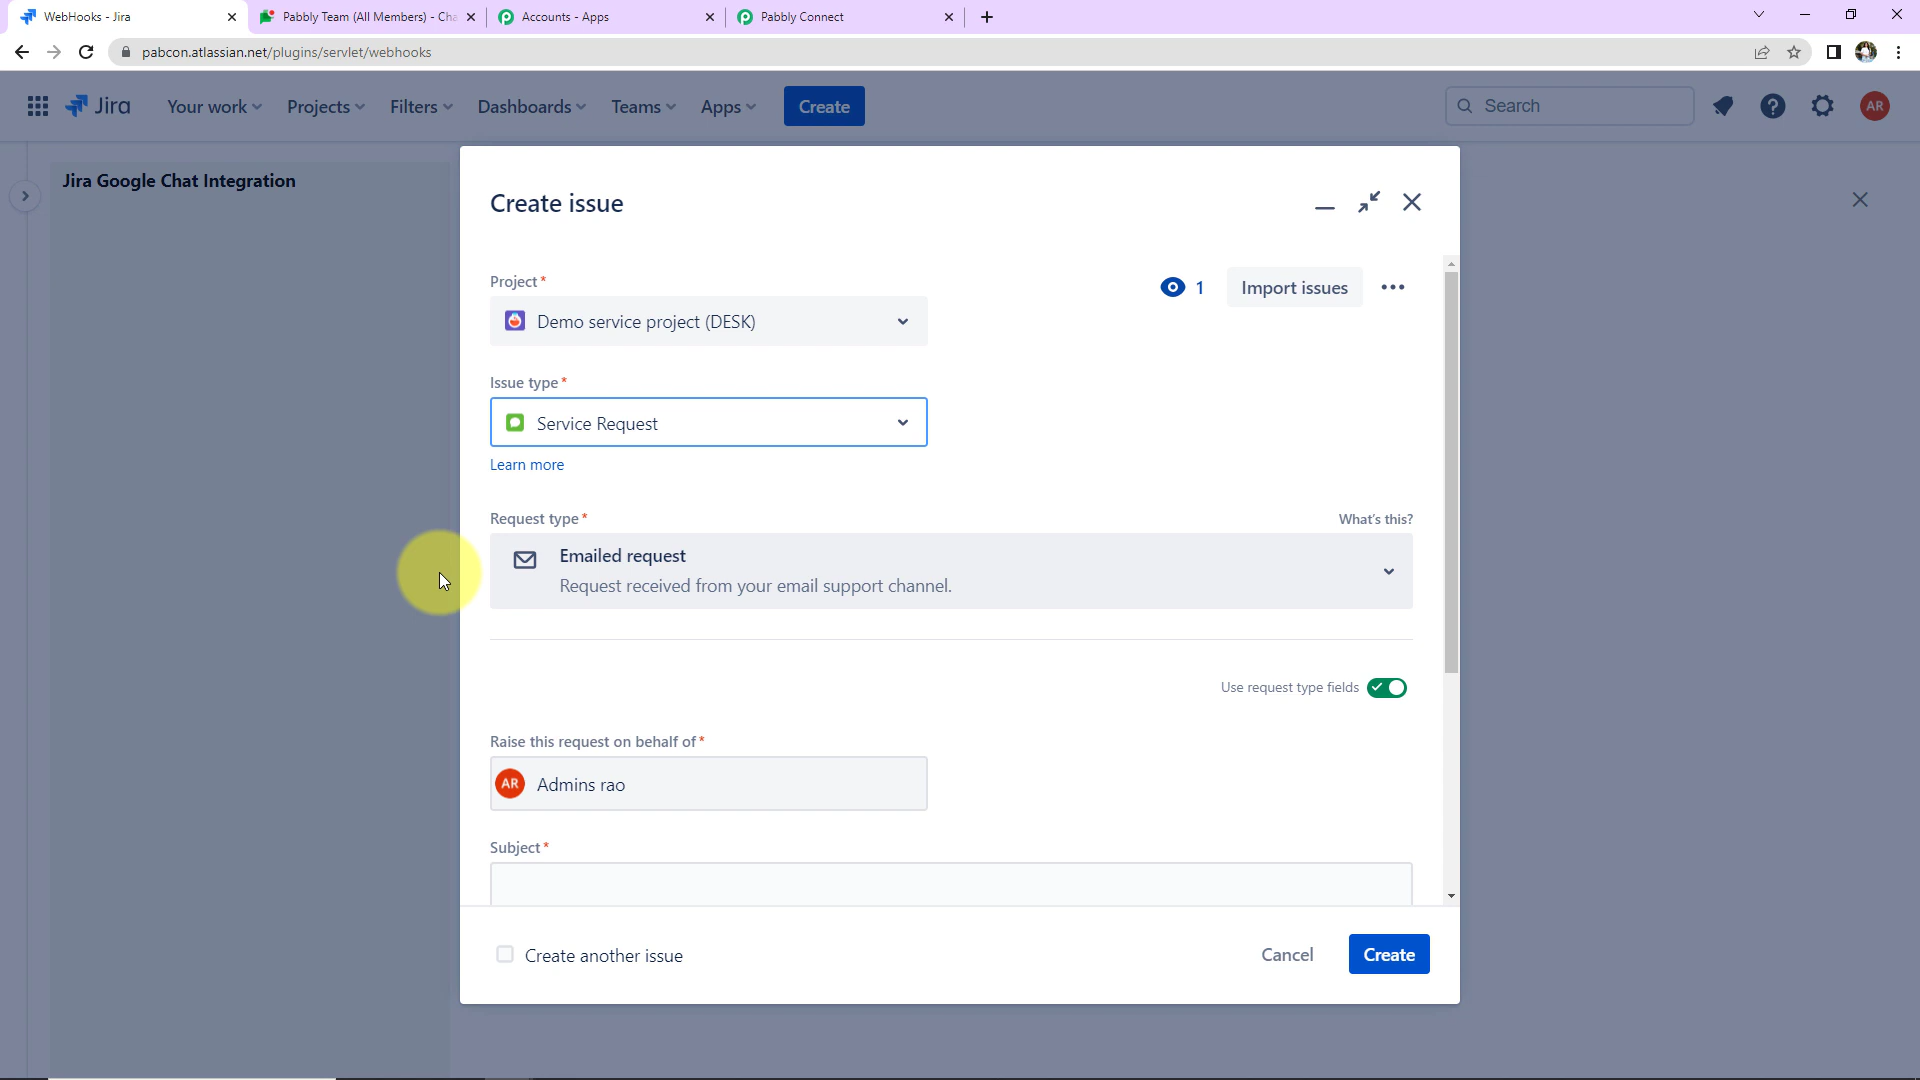 WebHooks - Jira
Pabbly Team (All Members) - Cha
Accounts - Apps
Pabbly Connect
pabcon.atlassian.net/plugins/servlet/webhooks
Jira
Your work
Projects
Filters
Dashboards
Teams
Apps
Create
Search
AR
Jira Google Chat Integration
Create issue
Project *
1
Import issues
Demo service project (DESK)
Issue type *
Service Request
Learn more
Request type *
What's this?
Emailed request
Request received from your email support channel.
Use request type fields
Raise this request on behalf of *
AR
Admins rao
Subject *
Create another issue
Cancel
Create